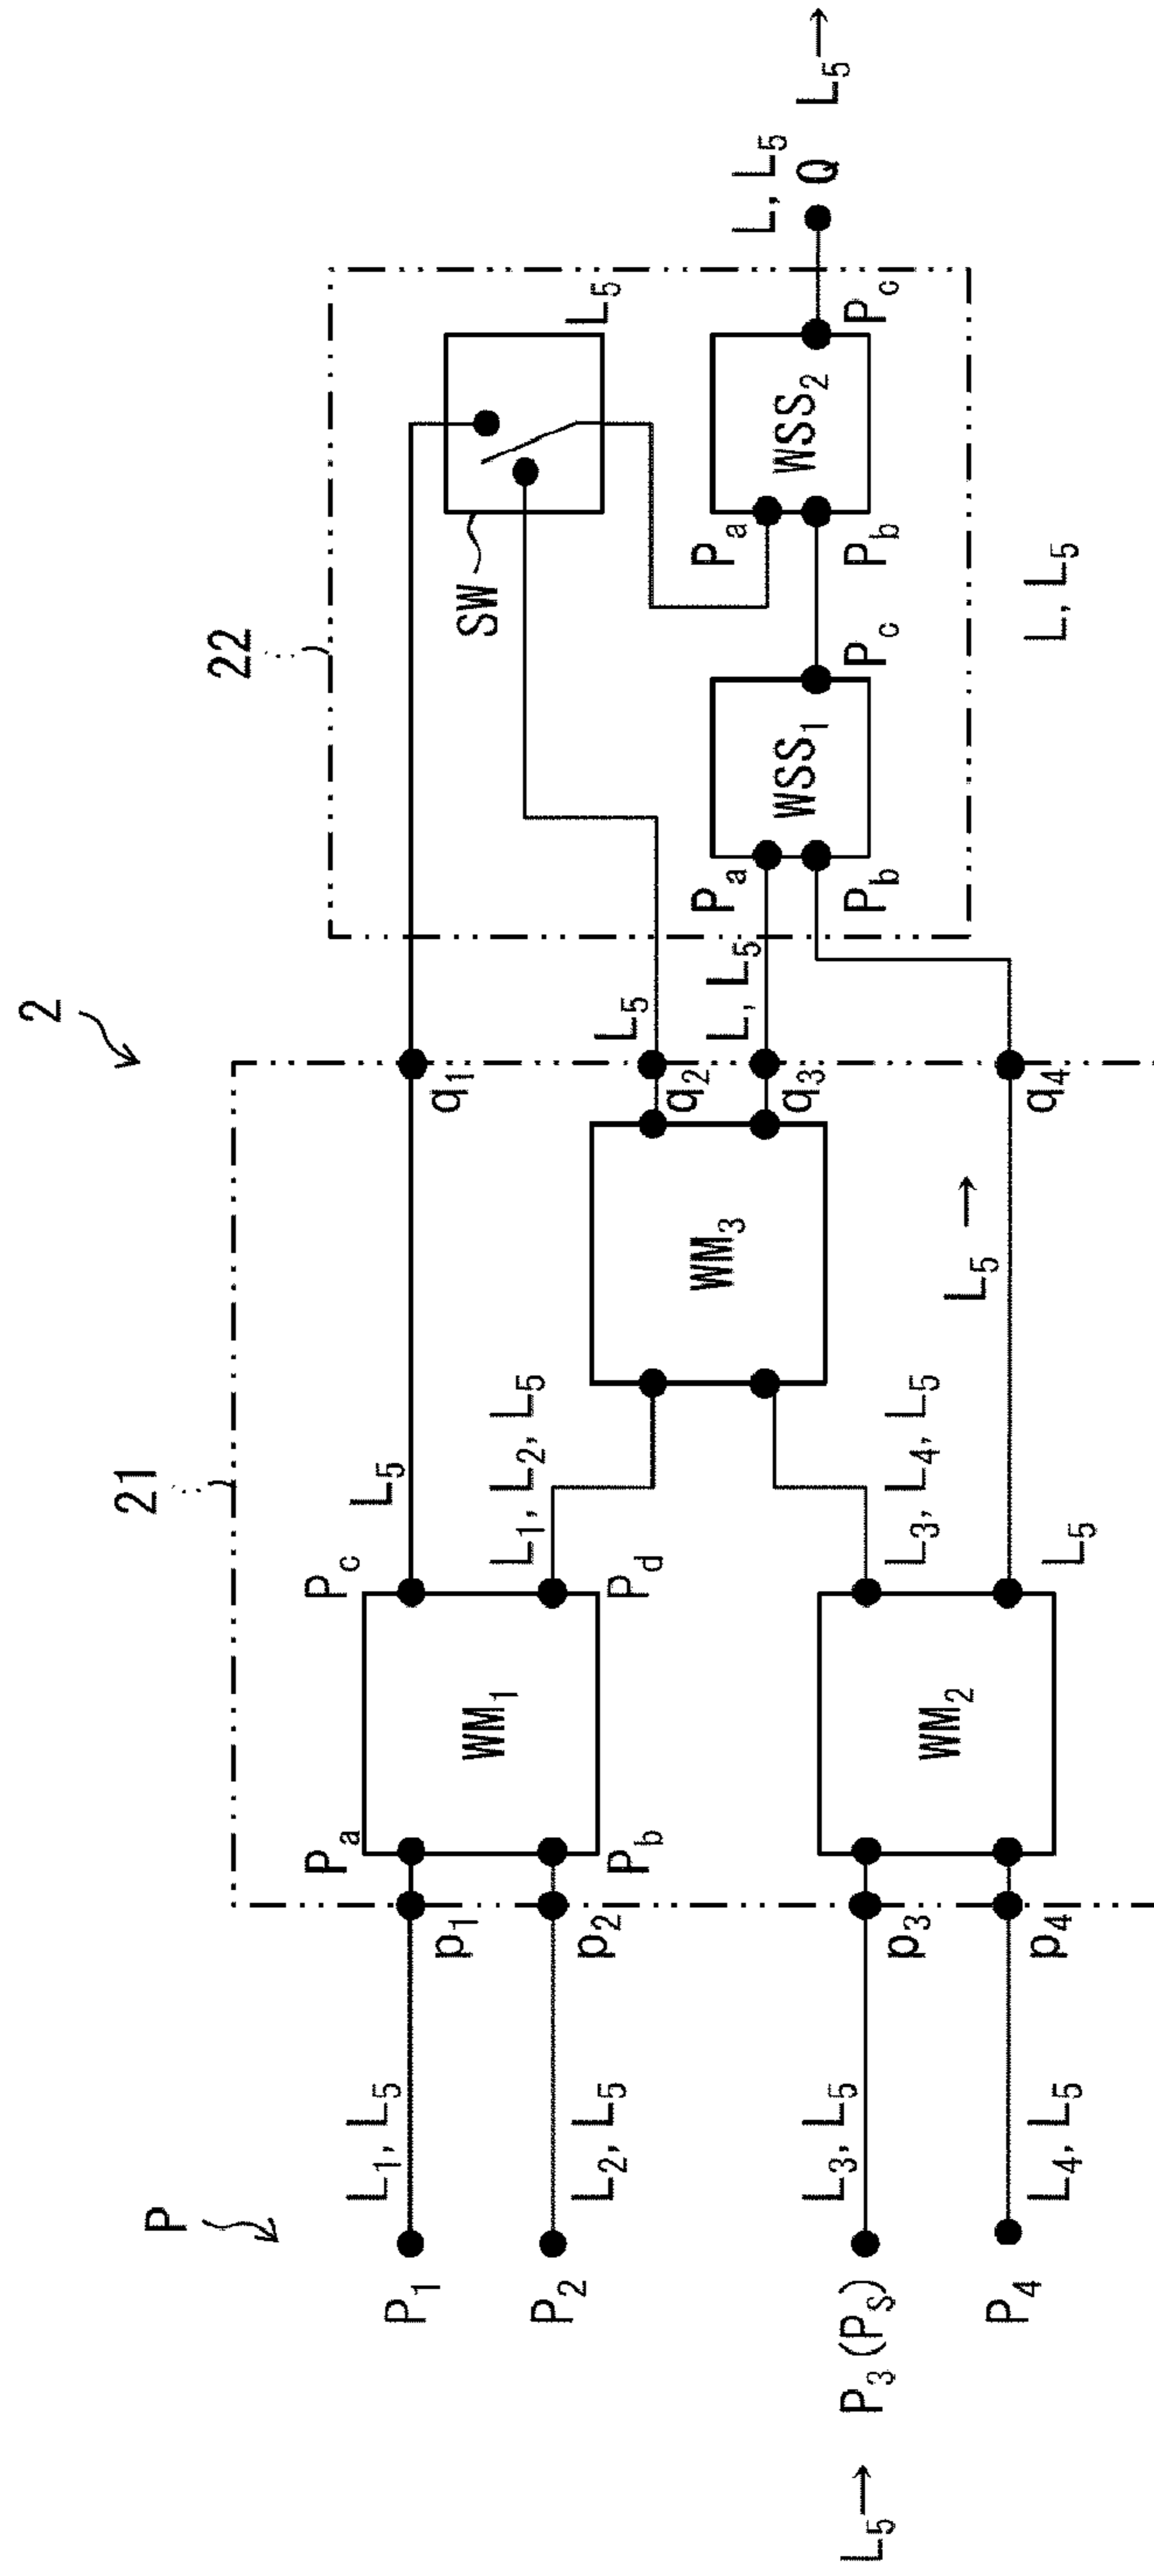 2
21
22
P
P1
P2
L5→ P3 (PS)
P4
L1, L5
L2, L5
L3, L5
L4, L5
p1
p2
p3
p4
Pa
Pb
WM1
Pc
Pd
WM2
L5
L1, L2, L5
L3, L4, L5
L5
WM3
L5 →
q1
q2
q3
q4
L5
L, L5
SW
L5
Pa
Pb
WSS1
Pc
Pa
Pb
WSS2
Pc
L, L5
L, L5
Q
L5→